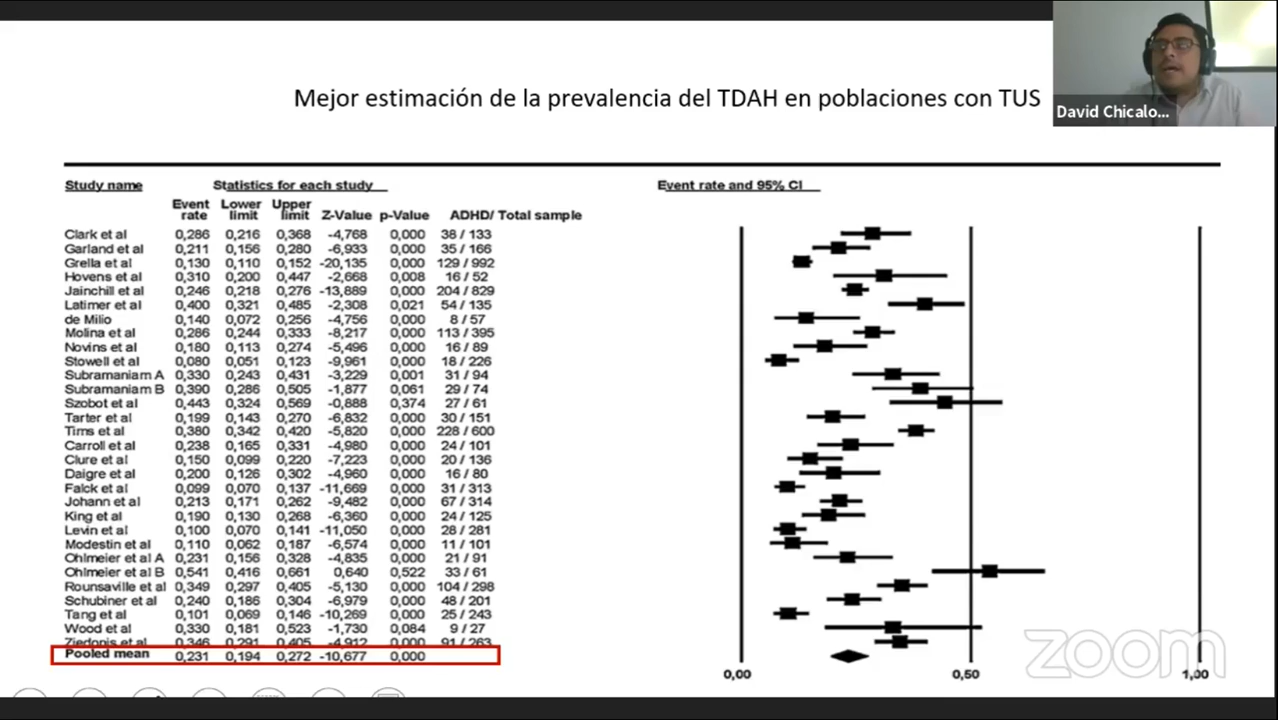 Mejor estimación de la prevalencia del TDAH en poblaciones con TUS
David Chicalo...
Study name Statistics for each study Event rate and 95% CI
Event rate Lower limit Upper limit Z-Value p-Value ADHD/ Total sample
Clark et al 0,286 0,216 0,368 -4,768 0,000 38 / 133
Garland et al 0,211 0,156 0,280 -6,933 0,000 35 / 166
Grella et al 0,130 0,110 0,152 -20,135 0,000 129 / 992
Hovens et al 0,310 0,200 0,447 -2,668 0,008 16 / 52
Jainchill et al 0,246 0,218 0,276 -13,889 0,000 204 / 829
Latimer et al 0,400 0,321 0,485 -2,308 0,021 54 / 135
de Milio 0,140 0,072 0,256 -4,756 0,000 8 / 57
Molina et al 0,286 0,244 0,333 -8,217 0,000 113 / 395
Novins et al 0,180 0,113 0,274 -5,496 0,000 16 / 89
Stowell et al 0,080 0,051 0,123 -9,961 0,000 18 / 226
Subramaniam A 0,330 0,243 0,431 -3,229 0,001 31 / 94
Subramaniam B 0,390 0,286 0,505 -1,877 0,061 29 / 74
Szobot et al 0,443 0,324 0,569 -0,888 0,374 27 / 61
Tarter et al 0,199 0,143 0,270 -6,832 0,000 30 / 151
Tims et al 0,380 0,342 0,420 -5,820 0,000 228 / 600
Carroll et al 0,238 0,165 0,331 -4,980 0,000 24 / 101
Clure et al 0,150 0,099 0,220 -7,223 0,000 20 / 136
Daigre et al 0,200 0,126 0,302 -4,960 0,000 16 / 80
Falck et al 0,099 0,070 0,137 -11,669 0,000 31 / 313
Johann et al 0,213 0,171 0,262 -9,482 0,000 67 / 314
King et al 0,190 0,130 0,268 -6,360 0,000 24 / 125
Levin et al 0,100 0,070 0,141 -11,050 0,000 28 / 281
Modestin et al 0,110 0,062 0,187 -6,574 0,000 11 / 101
Ohlmeier et al A 0,231 0,156 0,328 -4,835 0,000 21 / 91
Ohlmeier et al B 0,541 0,416 0,661 0,640 0,522 33 / 61
Rounsaville et al 0,349 0,297 0,405 -5,130 0,000 104 / 298
Schubiner et al 0,240 0,186 0,304 -6,979 0,000 48 / 201
Tang et al 0,101 0,069 0,146 -10,269 0,000 25 / 243
Wood et al 0,330 0,181 0,523 -1,730 0,084 9 / 27
Ziedonis et al 0,346 0,291 0,405 -4,912 0,000 91 / 263
Pooled mean 0,231 0,194 0,272 -10,677 0,000
0,00 0,50 1,00
zoom